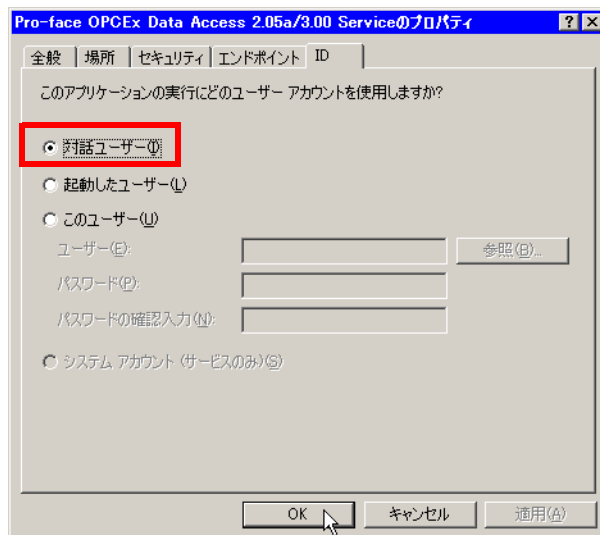 Pro-face OPCEx Data Access 2.05a/3.00 Serviceのプロパティ
全般 場所 セキュリティ エンドポイント ID
このアプリケーションの実行にどのユーザー アカウントを使用しますか?
対話ユーザー(I)
起動したユーザー(L)
このユーザー(U)
ユーザー(E): 参照(B)...
パスワード(P):
パスワードの確認入力(N):
システム アカウント (サービスのみ)(S)
OK キャンセル 適用(A)